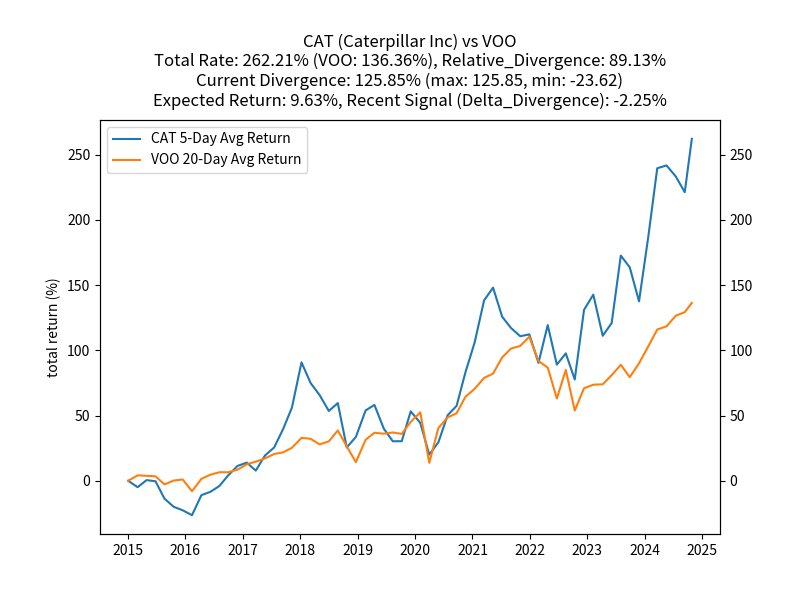 CAT (Caterpillar Inc) vs VOO
Total Rate: 262.21% (VOO: 136.36%), Relative_Divergence: 89.13%
Current Divergence: 125.85% (max: 125.85, min: -23.62)
Expected Return: 9.63%, Recent Signal (Delta_Divergence): -2.25%
CAT 5-Day Avg Return
VOO 20-Day Avg Return
total return (%)
250
200
150
100
50
0
250
200
150
100
50
0
2015 2016 2017 2018 2019 2020 2021 2022 2023 2024 2025